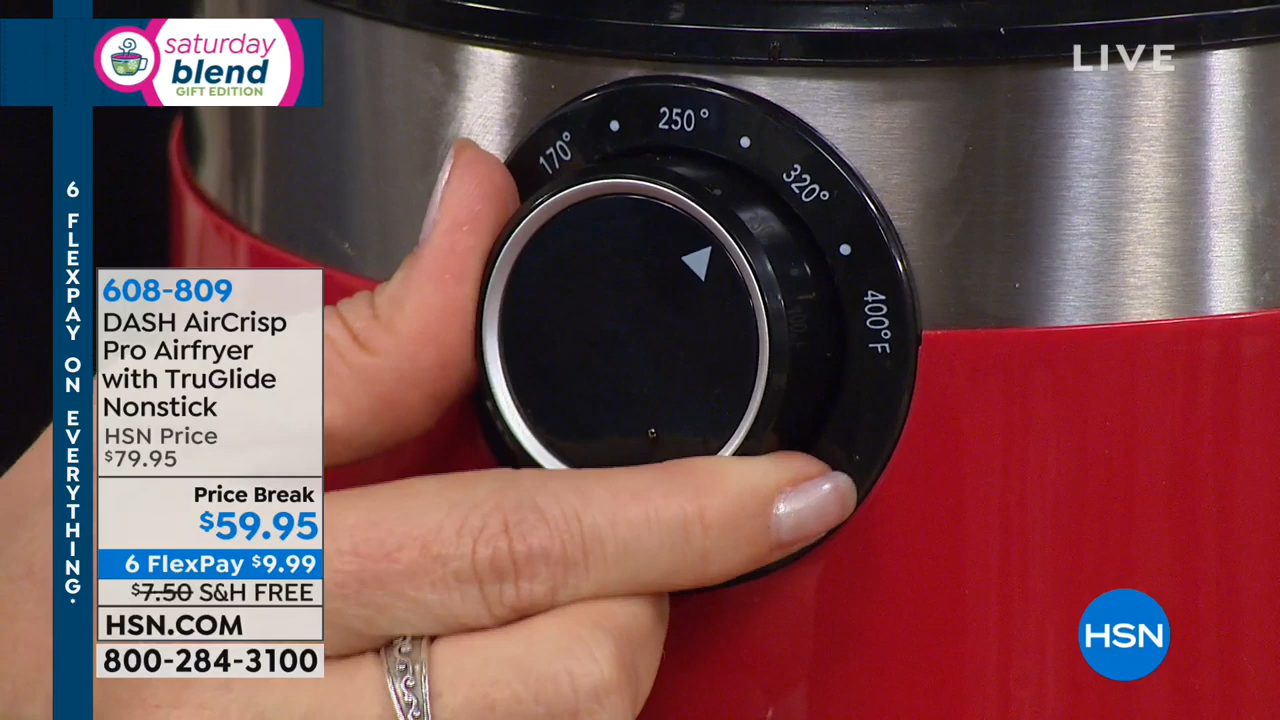 saturday
blend
GIFT EDITION
LIVE
6 FLEXPAY ON EVERYTHING.
170°
250°
320°
400°F
608-809
DASH AirCrisp
Pro Airfryer
with TruGlide
Nonstick
HSN Price
$79.95
Price Break
$59.95
6 FlexPay $9.99
$7.50 S&H FREE
HSN.COM
800-284-3100
HSN